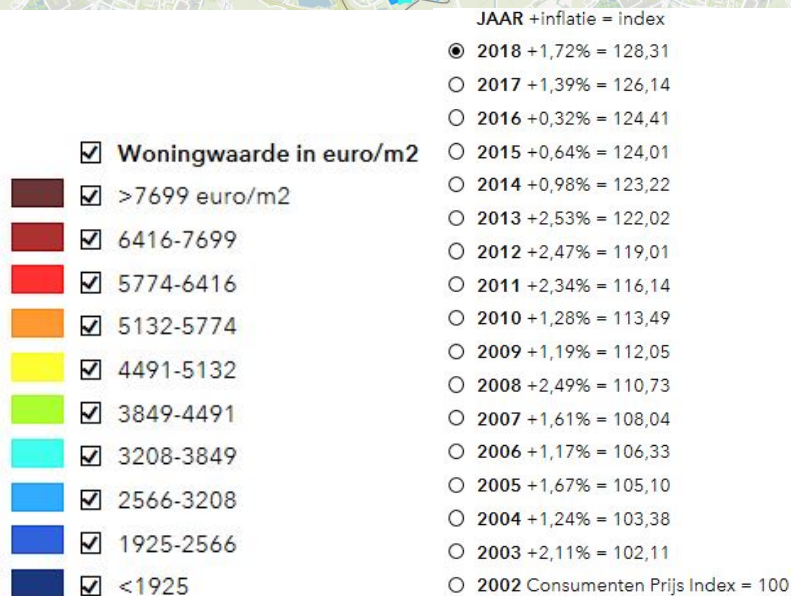 JAAR +inflatie = index
2018 +1,72% = 128,31
2017 +1,39% = 126,14
2016 +0,32% = 124,41
2015 +0,64% = 124,01
2014 +0,98% = 123,22
2013 +2,53% = 122,02
2012 +2,47% = 119,01
2011 +2,34% = 116,14
2010 +1,28% = 113,49
2009 +1,19% = 112,05
2008 +2,49% = 110,73
2007 +1,61% = 108,04
2006 +1,17% = 106,33
2005 +1,67% = 105,10
2004 +1,24% = 103,38
2003 +2,11% = 102,11
2002 Consumenten Prijs Index = 100
Woningwaarde in euro/m2
>7699 euro/m2
6416-7699
5774-6416
5132-5774
4491-5132
3849-4491
3208-3849
2566-3208
1925-2566
<1925